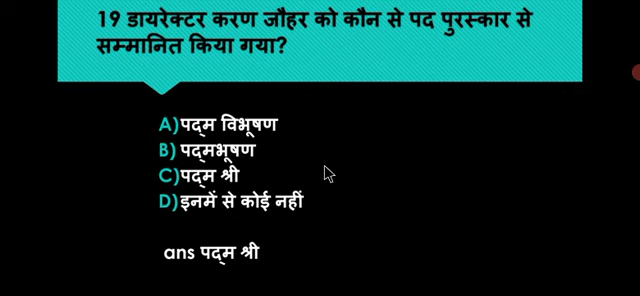 19 डायरेक्टर करण जौहर को कौन से पद पुरस्कार से
सम्मानित किया गया?
A)पद्म विभूषण
B) पद्मभूषण
C)पद्म श्री
D)इनमें से कोई नहीं
ans पद्म श्री